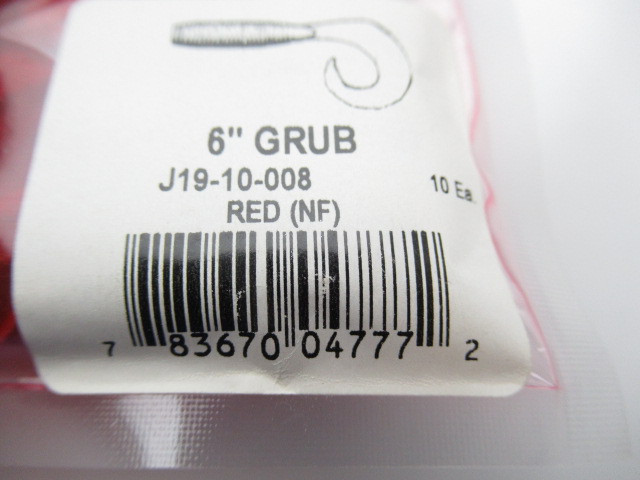 6" GRUB
J19-10-008 10 Ea.
RED (NF)
7 83670 04777 2